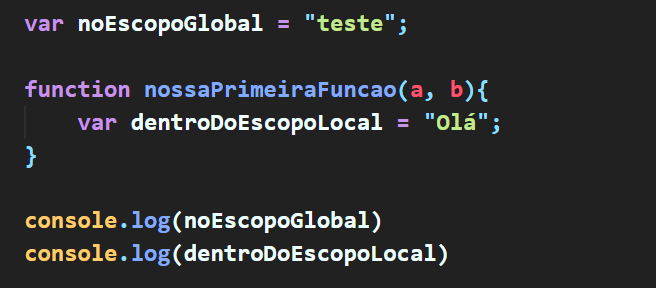 var noEscopoGlobal = "teste";
function nossaPrimeiraFuncao(a, b){
var dentroDoEscopoLocal = "Olá";
}
console.log(noEscopoGlobal)
console.log(dentroDoEscopoLocal)